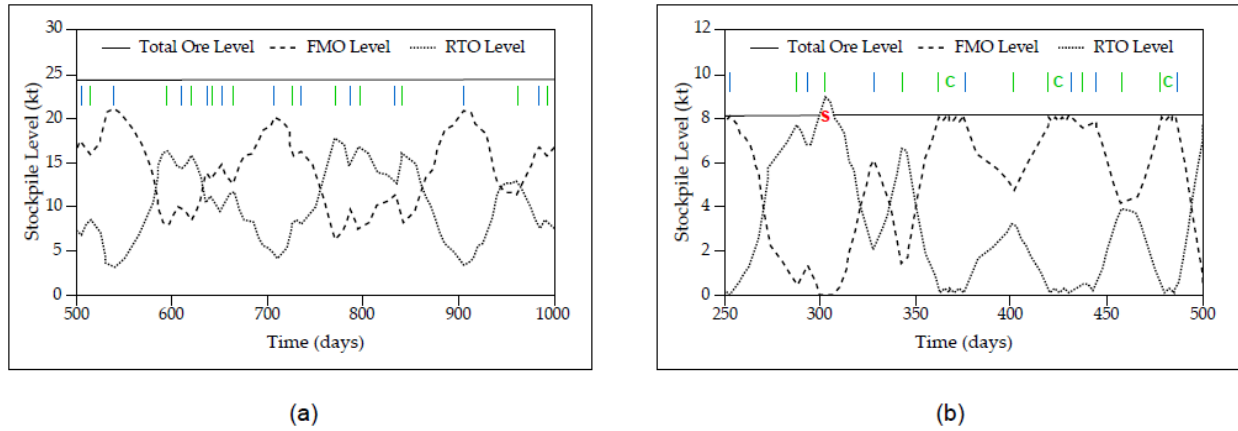 30
25
20
15
10
5
0
Stockpile Level (kt)
Total Ore Level FMO Level RTO Level
500 600 700 800 900 1000
Time (days)
(a)
12
10
8
6
4
2
0
Stockpile Level (kt)
Total Ore Level FMO Level RTO Level
C C C
S
250 300 350 400 450 500
Time (days)
(b)